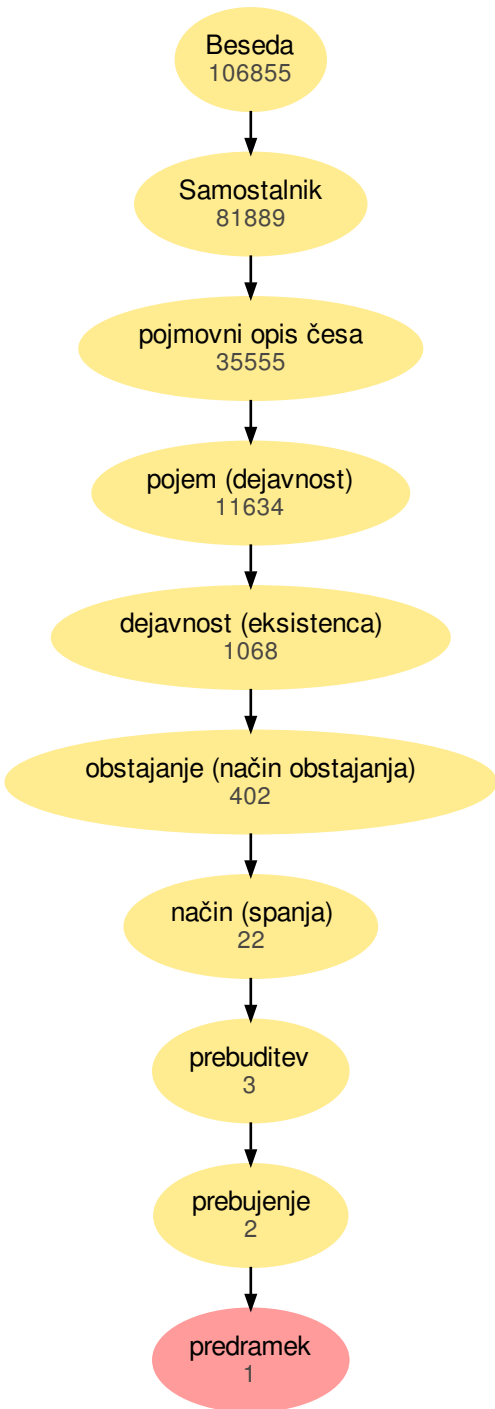 Beseda
106855
Samostalnik
81889
pojmovni opis česa
35555
pojem (dejavnost)
11634
dejavnost (eksistenca)
1068
obstajanje (način obstajanja)
402
način (spanja)
22
prebuditev
3
prebujenje
2
predramek
1